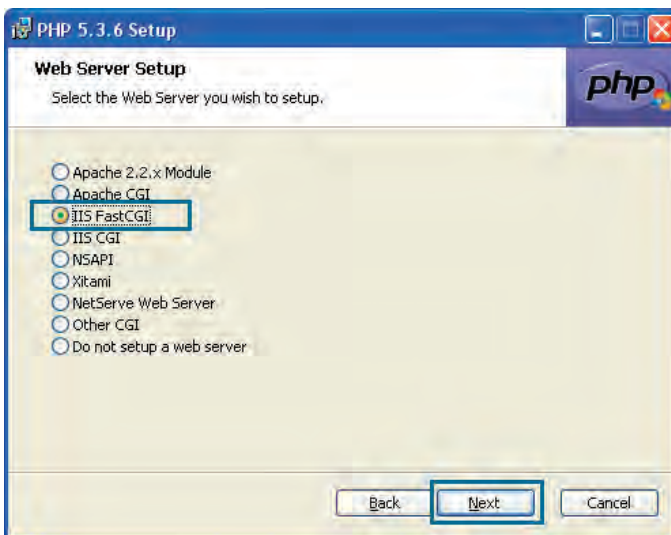 PHP 5.3.6 Setup
Web Server Setup
Select the Web Server you wish to setup.
php
Apache 2.2.x Module
Apache CGI
IIS FastCGI
IIS CGI
NSAPI
Xitami
NetServe Web Server
Other CGI
Do not setup a web server
Back Next Cancel